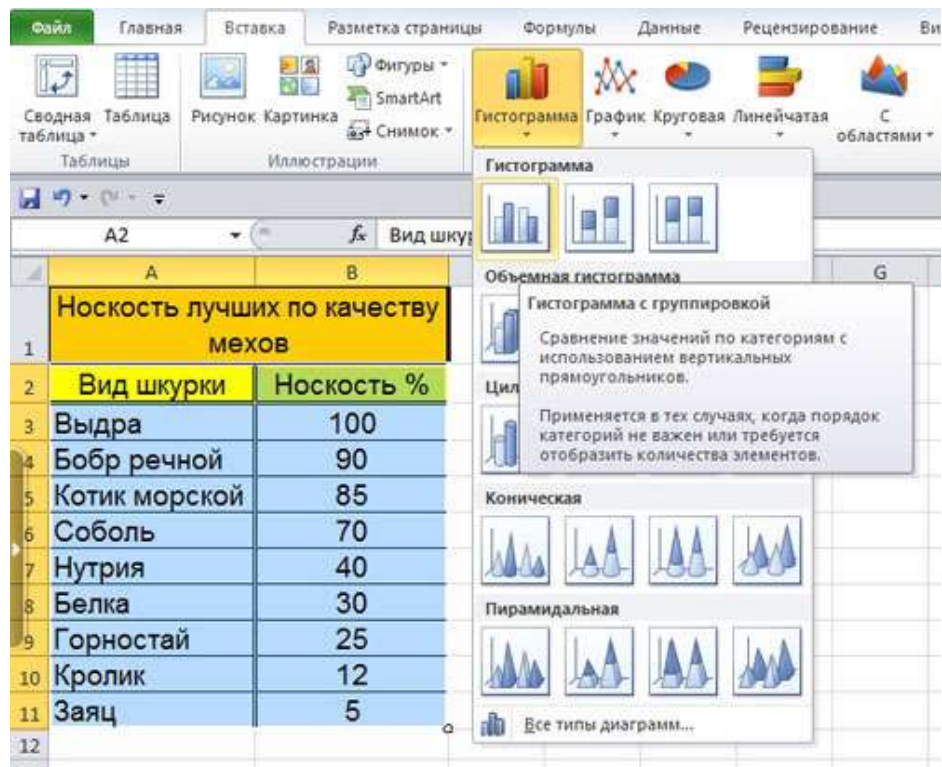 Файл Главная Вставка Разметка страницы Формулы Данные Рецензирование Ви
Сводная таблица Таблица Рисунок Картинка Фигуры SmartArt Снимок Гистограмма График Круговая Линейчатая С областями
Таблицы Иллюстрации
Гистограмма
A2 fx Вид шкур
A B G
Объемная гистограмма
Гистограмма с группировкой
Сравнение значений по категориям с
использованием вертикальных
прямоугольников.
Применяется в тех случаях, когда порядок
категорий не важен или требуется
отобразить количества элементов.
Цил
Коническая
Пирамидальная
Все типы диаграмм...
1 Носкость лучших по качеству
мехов
2 Вид шкурки Носкость %
3 Выдра 100
4 Бобр речной 90
5 Котик морской 85
6 Соболь 70
7 Нутрия 40
8 Белка 30
9 Горностай 25
10 Кролик 12
11 Заяц 5
12